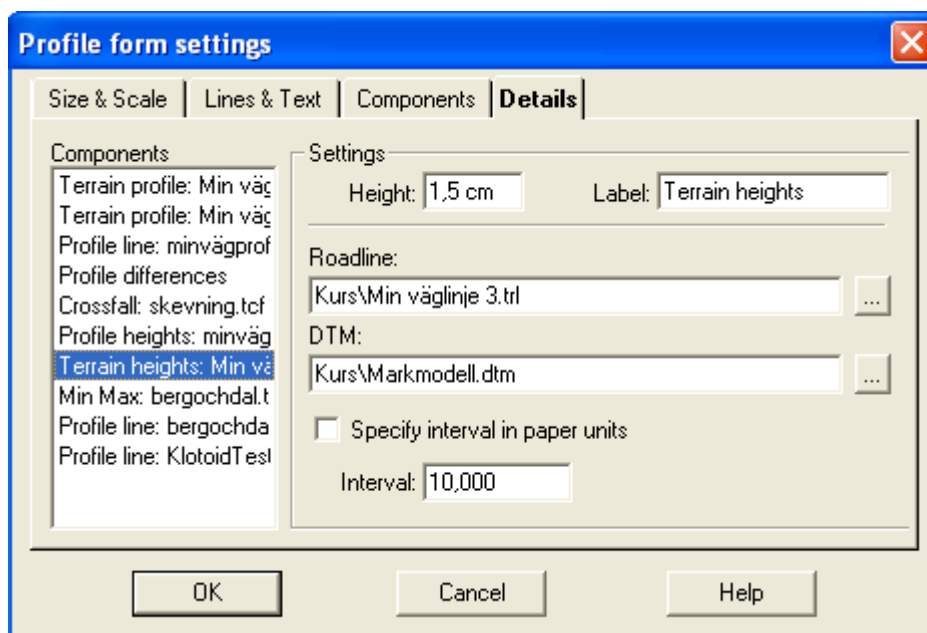 Profile form settings
Size & Scale Lines & Text Components Details
Components
Terrain profile: Min väg
Terrain profile: Min väg
Profile line: minvägprof
Profile differences
Crossfall: skevning.tcf
Profile heights: minväg
Terrain heights: Min vä
Min Max: bergochdal.t
Profile line: bergochda
Profile line: KlotoidTest
Settings
Height: 1,5 cm Label: Terrain heights
Roadline:
Kurs\Min väglinje 3.trl ...
DTM:
Kurs\Markmodell.dtm ...
Specify interval in paper units
Interval: 10,000
OK Cancel Help